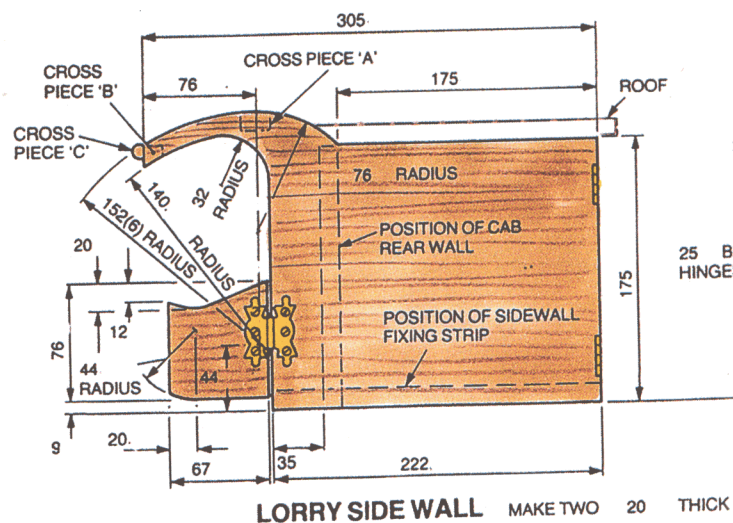 305
CROSS PIECE 'A'
CROSS
PIECE 'B'
76
175
ROOF
CROSS
PIECE 'C'
32
RADIUS
76 RADIUS
140.
RADIUS
152(6) RADIUS
POSITION OF CAB
REAR WALL
20
12
25 B
HINGE
175
76
POSITION OF SIDEWALL
FIXING STRIP
44
RADIUS
44
9
20.
67
35
222.
LORRY SIDE WALL MAKE TWO 20 THICK